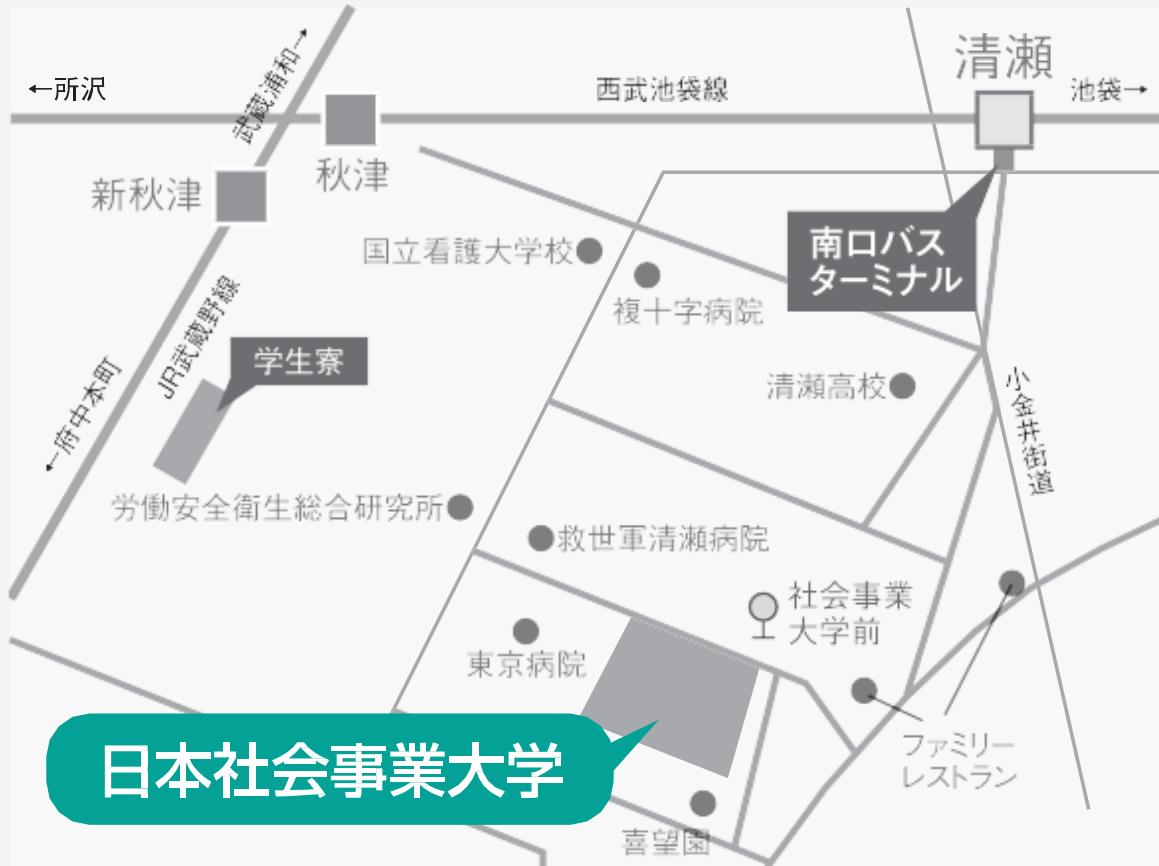 清瀬
←所沢
武蔵浦和→
西武池袋線
池袋→
秋津
新秋津
南口バス
ターミナル
国立看護大学校
複十字病院
JR武蔵野線
学生寮
清瀬高校
小金井街道
←府中本町
労働安全衛生総合研究所
救世軍清瀬病院
社会事業
大学前
東京病院
日本社会事業大学
ファミリー
レストラン
喜望園